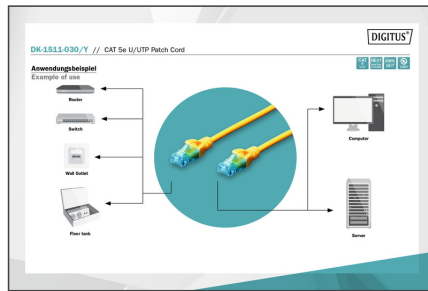 DIGITUS®
DK-1511-030/Y // CAT 5e U/UTP Patch Cord
Anwendungsbeispiel
Example of use
Router
Switch
Wall Outlet
Floor tank
Computer
Server